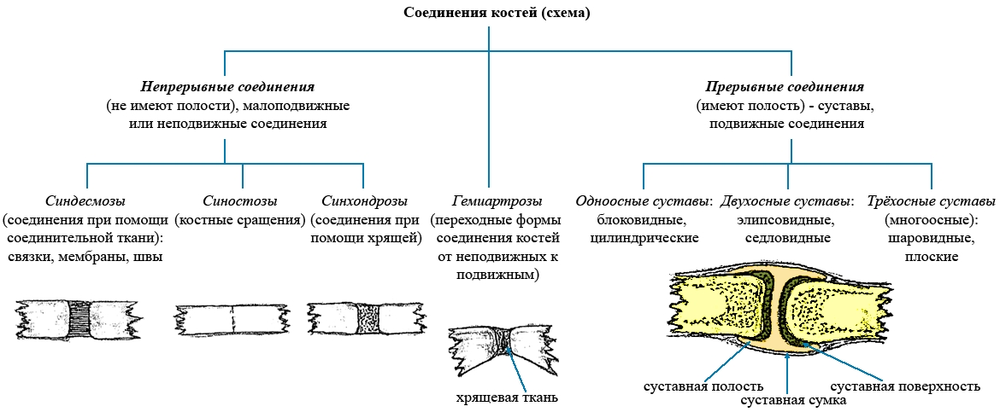 Соединения костей (схема)
Непрерывные соединения
(не имеют полости), малоподвижные
или неподвижные соединения
Прерывные соединения
(имеют полость) - суставы,
подвижные соединения
Синдесмозы
(соединения при помощи
соединительной ткани):
связки, мембраны, швы
Синостозы
(костные сращения)
Синхондрозы
(соединения при
помощи хрящей)
Гемиартрозы
(переходные формы
соединения костей
от неподвижных к
подвижным)
Одноосные суставы:
блоковидные,
цилиндрические
Двухосные суставы:
элипсовидные,
седловидные
Трёхосные суставы
(многоосные):
шаровидные,
плоские
хрящевая ткань
суставная полость
суставная сумка
суставная поверхность